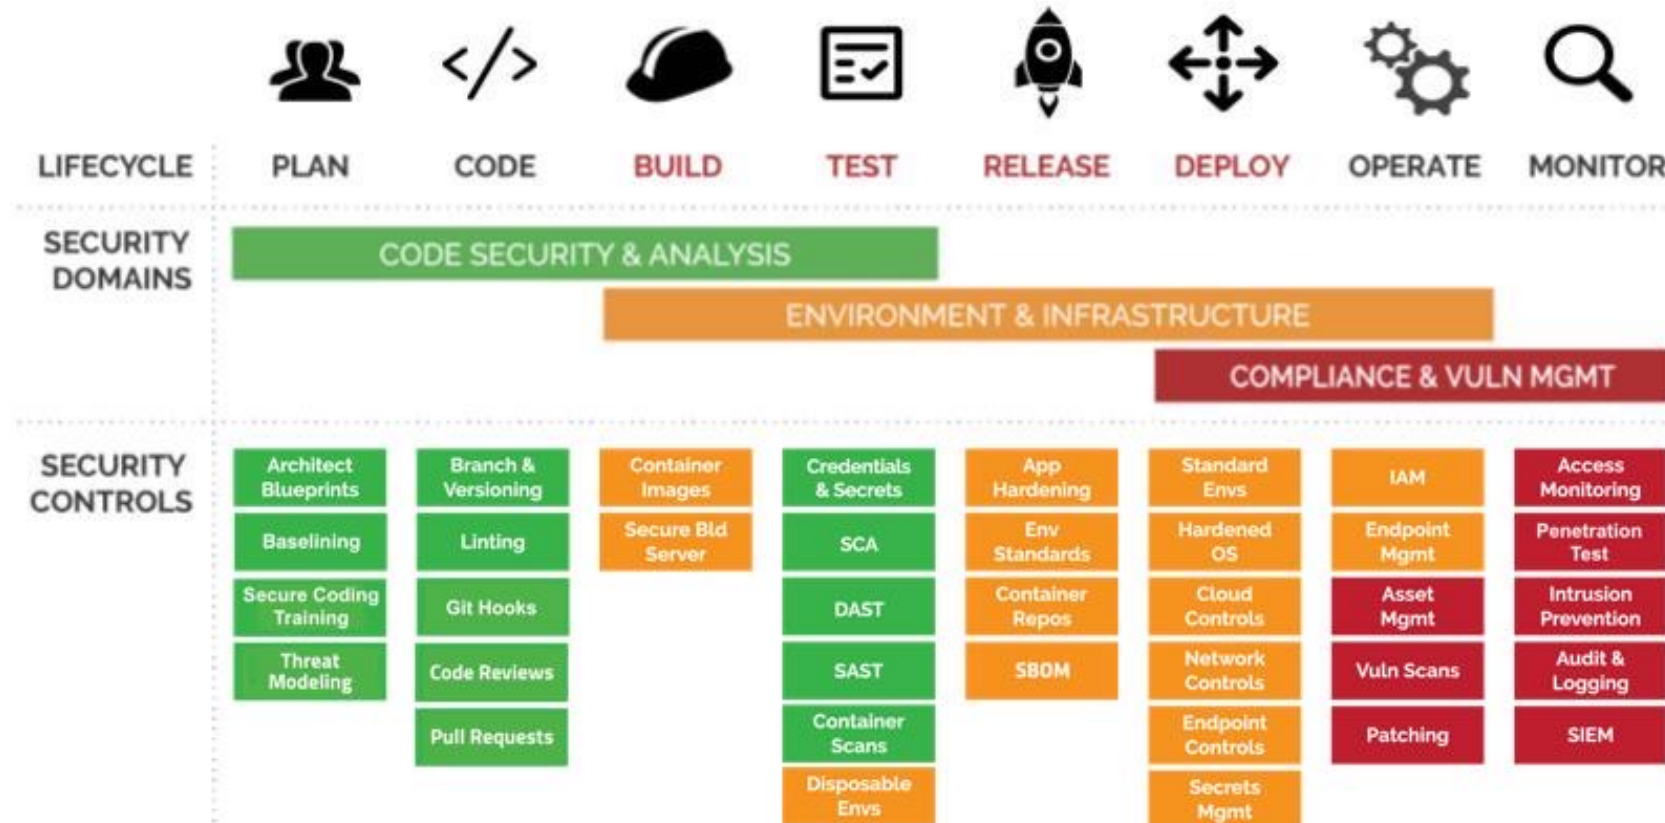 LIFECYCLE PLAN CODE BUILD TEST RELEASE DEPLOY OPERATE MONITOR
SECURITY
DOMAINS
CODE SECURITY & ANALYSIS
ENVIRONMENT & INFRASTRUCTURE
COMPLIANCE & VULN MGMT
SECURITY
CONTROLS
Architect
Blueprints
Baselining
Secure Coding
Training
Threat
Modeling
Branch &
Versioning
Linting
Git Hooks
Code Reviews
Pull Requests
Container
Images
Secure Bld
Server
Credentials
& Secrets
SCA
DAST
SAST
Container
Scans
Disposable
Envs
App
Hardening
Env
Standards
Container
Repos
SBOM
Standard
Envs
Hardened
OS
Cloud
Controls
Network
Controls
Endpoint
Controls
Secrets
Mgmt
IAM
Endpoint
Mgmt
Asset
Mgmt
Vuln Scans
Patching
Access
Monitoring
Penetration
Test
Intrusion
Prevention
Audit &
Logging
SIEM